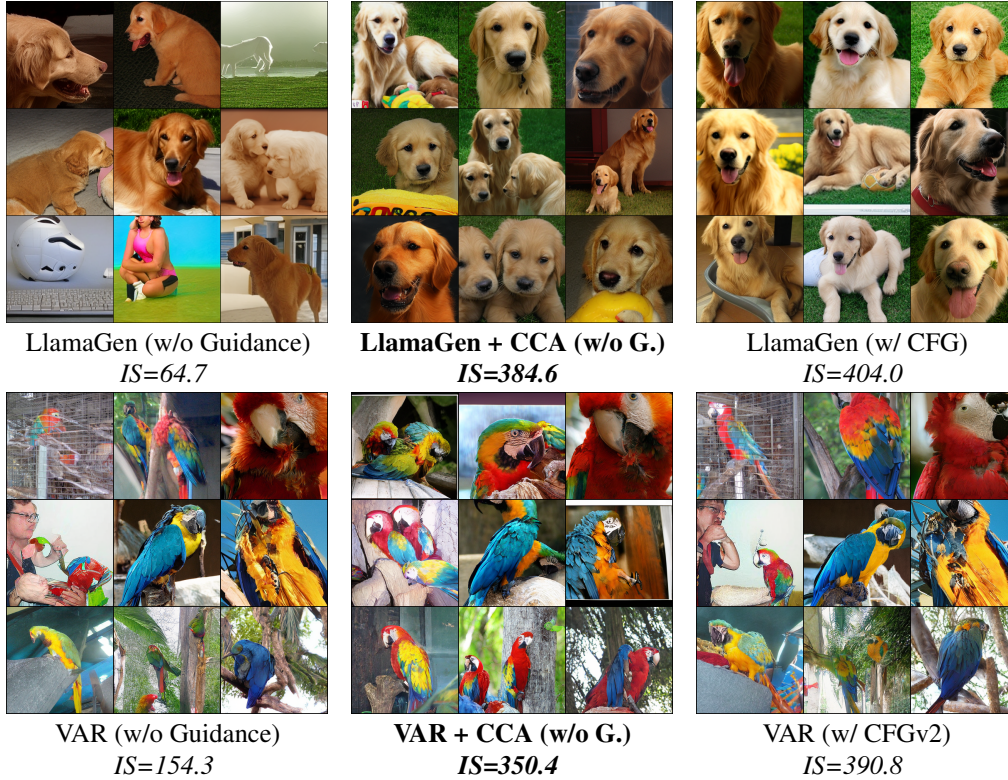 LlamaGen (w/o Guidance)
IS=64.7
LlamaGen + CCA (w/o G.)
IS=384.6
LlamaGen (w/ CFG)
IS=404.0
VAR (w/o Guidance)
IS=154.3
VAR + CCA (w/o G.)
IS=350.4
VAR (w/ CFGv2)
IS=390.8